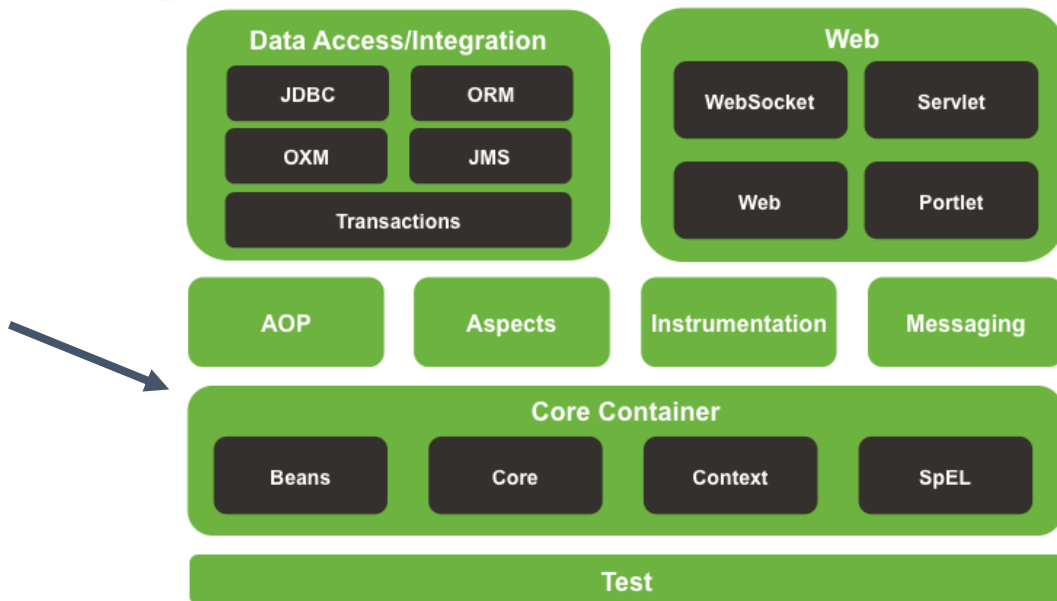 Data Access/Integration
JDBC
ORM
OXM
JMS
Transactions
Web
WebSocket
Servlet
Web
Portlet
AOP
Aspects
Instrumentation
Messaging
Core Container
Beans
Core
Context
SpEL
Test